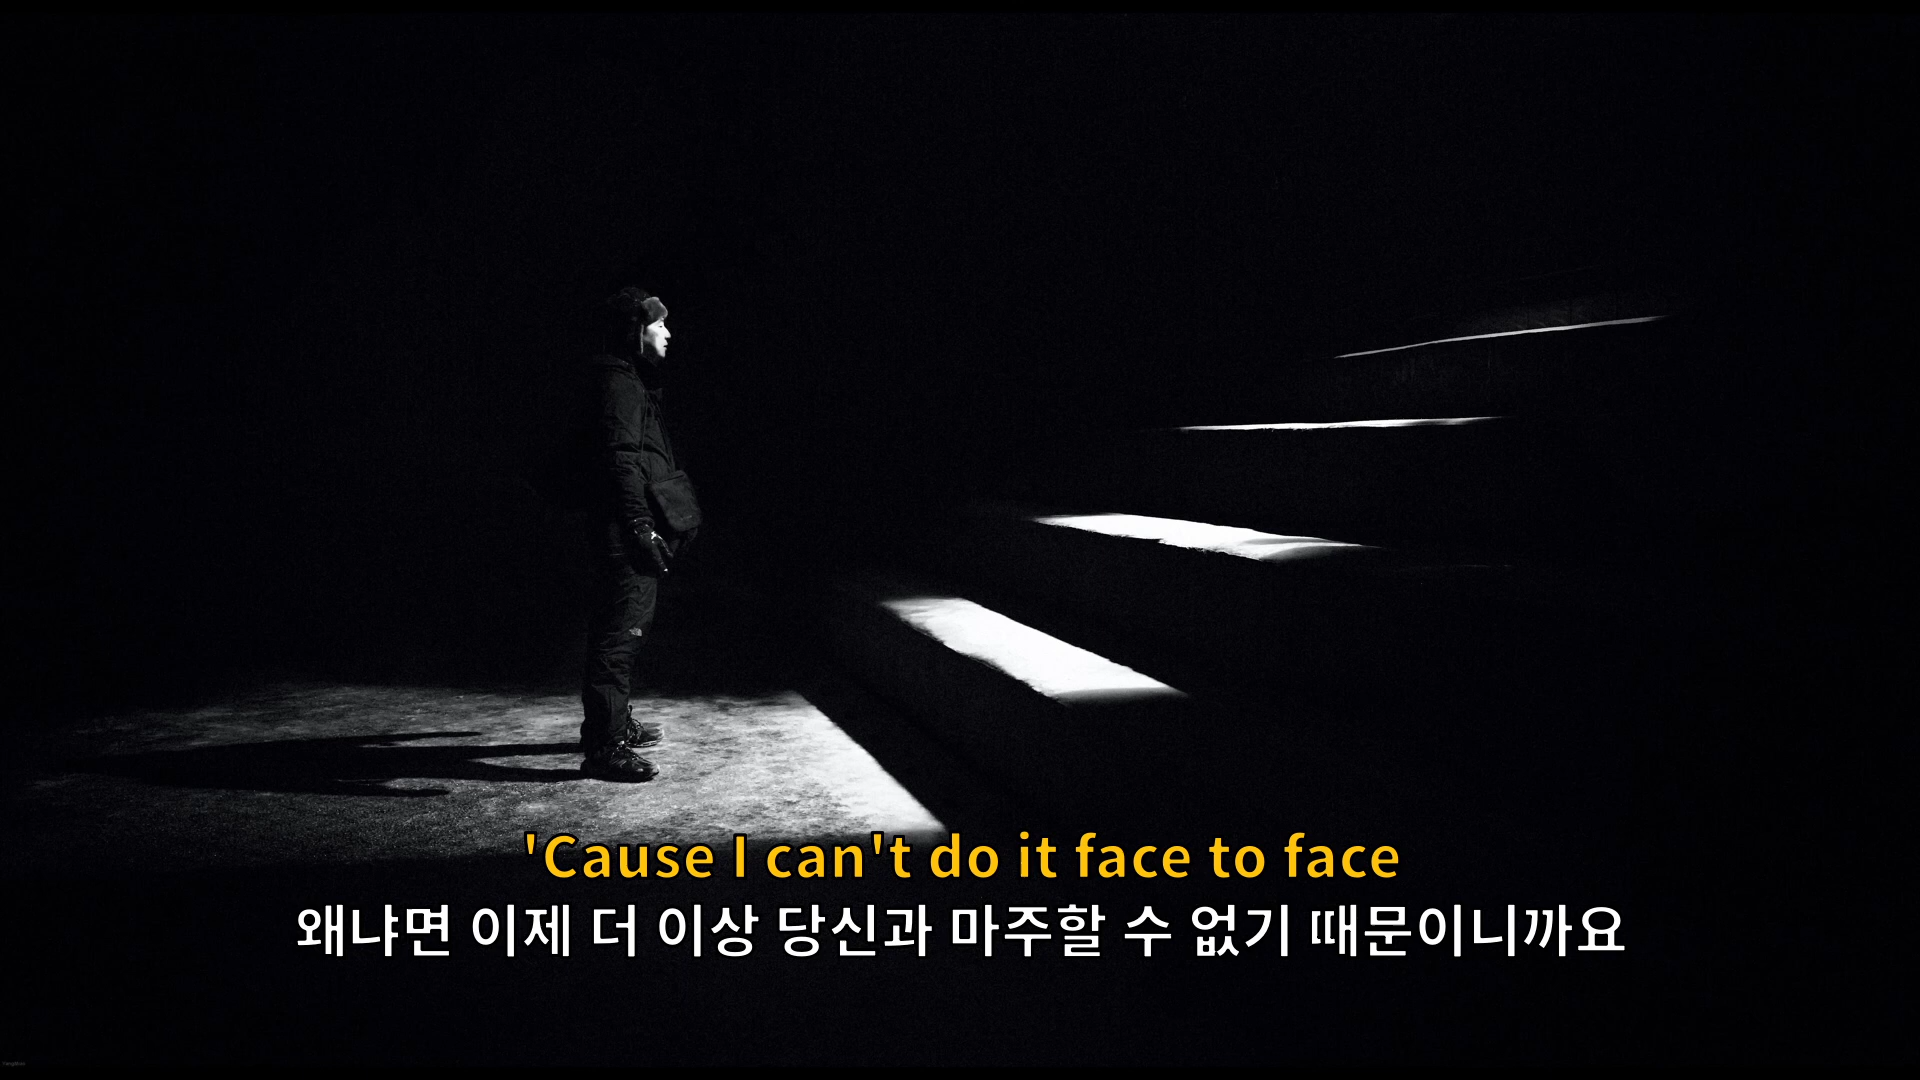 'Cause I can't do it face to face
왜냐면 이제 더 이상 당신과 마주할 수 없기 때문이니까요